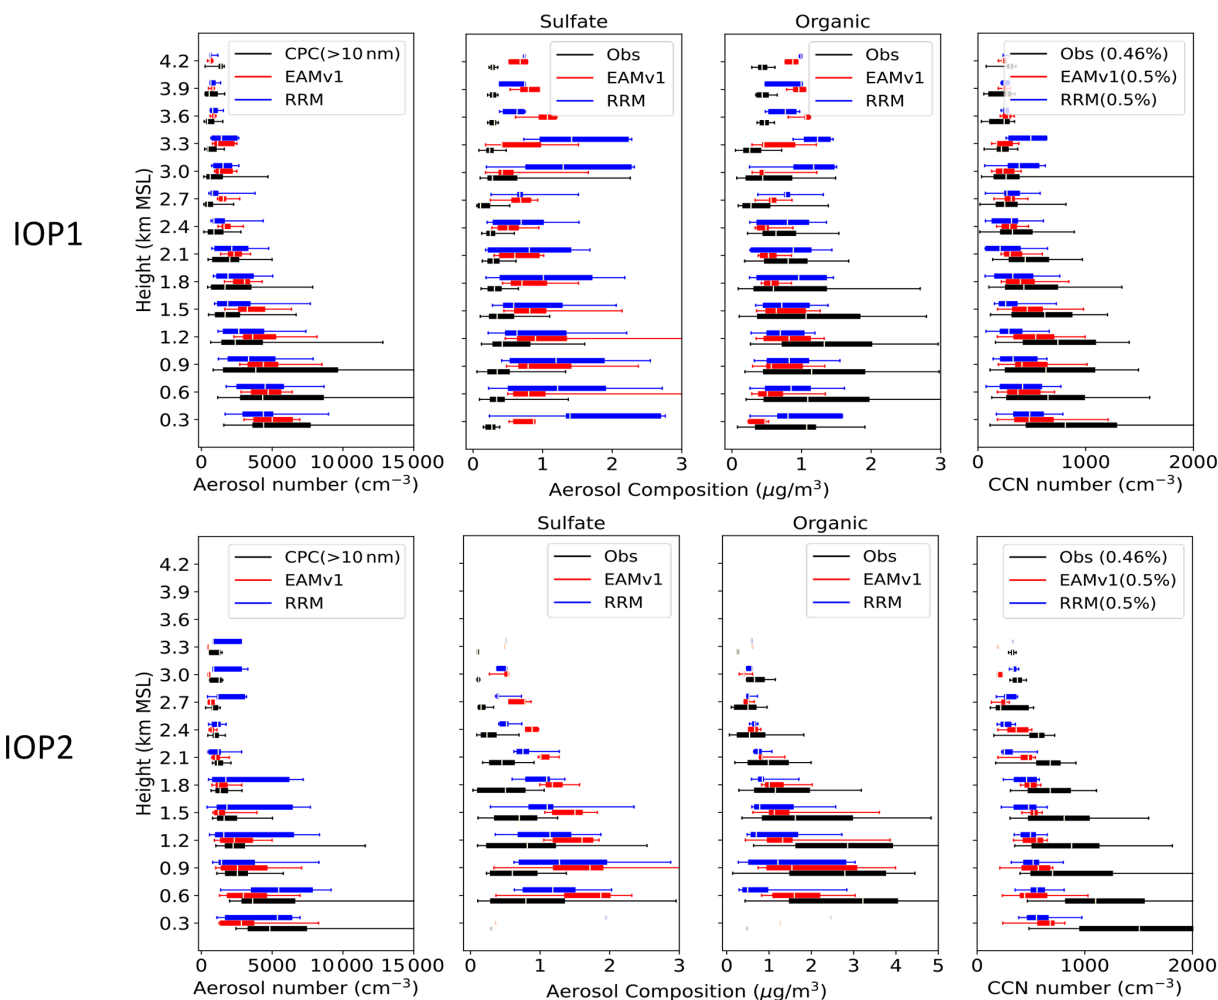 Sulfate
Organic
CPC(>10 nm)
EAMv1
RRM
Obs
EAMv1
RRM
Obs
EAMv1
RRM
Obs (0.46%)
EAMv1(0.5%)
RRM(0.5%)
IOP1
Height (km MSL)
4.2
3.9
3.6
3.3
3.0
2.7
2.4
2.1
1.8
1.5
1.2
0.9
0.6
0.3
0
5000
10 000
15 000
0
1
2
3
0
1
2
3
0
1000
2000
Aerosol number (cm⁻³)
Aerosol Composition (μg/m³)
CCN number (cm⁻³)
Sulfate
Organic
CPC(>10 nm)
EAMv1
RRM
Obs
EAMv1
RRM
Obs
EAMv1
RRM
Obs (0.46%)
EAMv1(0.5%)
RRM(0.5%)
IOP2
Height (km MSL)
4.2
3.9
3.6
3.3
3.0
2.7
2.4
2.1
1.8
1.5
1.2
0.9
0.6
0.3
0
5000
10 000
15 000
0
1
2
3
0
1
2
3
4
5
0
1000
2000
Aerosol number (cm⁻³)
Aerosol Composition (μg/m³)
CCN number (cm⁻³)